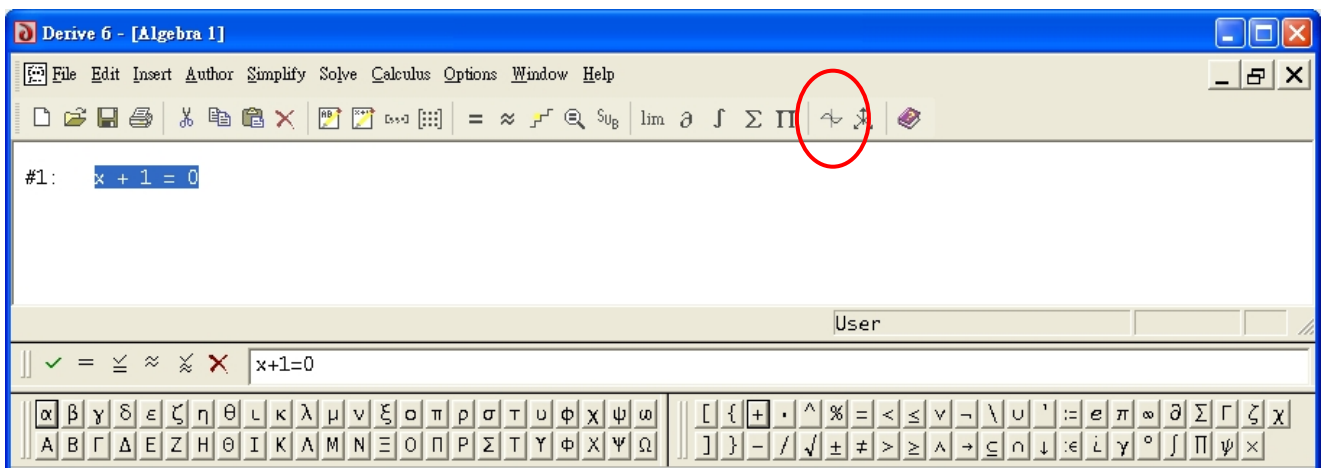 Derive 6 - [Algebra 1]
File Edit Insert Author Simplify Solve Calculus Options Window Help
= ≈ SUB lim ∂ ∫ Σ Π
#1: x + 1 = 0
User
= ≈ x+1=0
α β γ δ ε ζ η θ ι κ λ μ ν ξ ο π ρ σ τ υ φ χ ψ ω [ { + · ^ % = < ≤ ∨ ¬ \ ∪ ' := e π ∞ ∂ Σ Γ ζ χ
Α Β Γ Δ Ε Ζ Η Θ Ι Κ Λ Μ Ν Ξ Ο Π Ρ Σ Τ Υ Φ Χ Ψ Ω ] } - / √ ± ≠ > ≥ ∧ → ⊆ ∩ ↓ :∈ i γ ° ∫ Π ψ ×